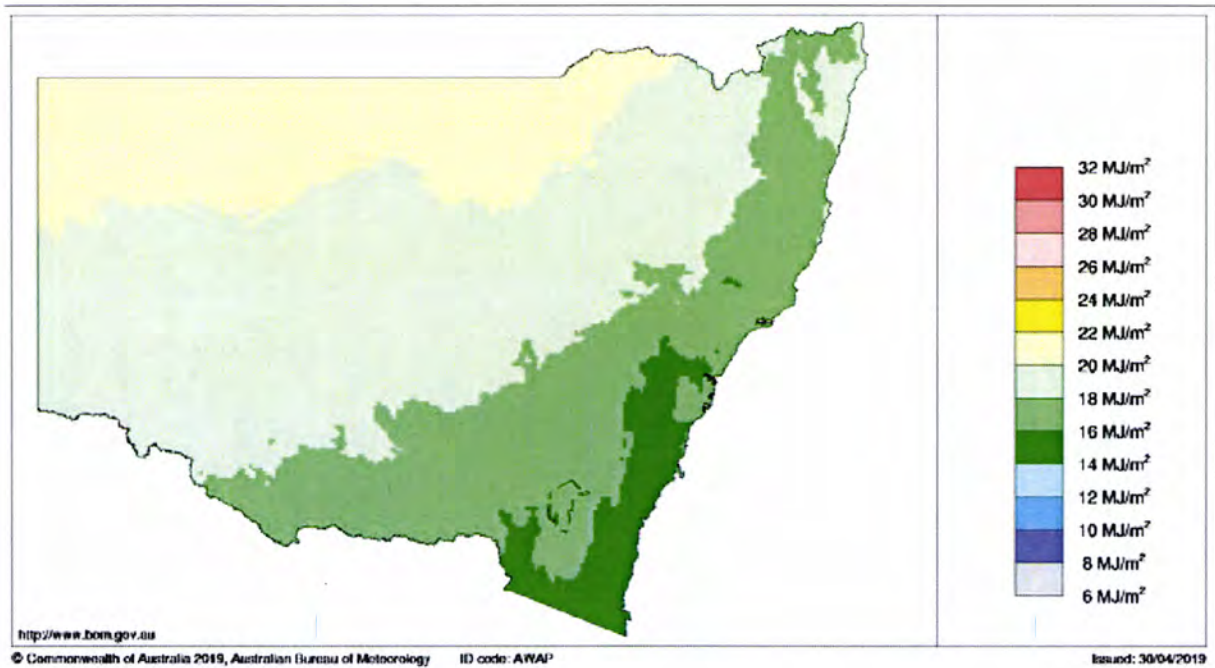 32 MJ/m²
30 MJ/m²
28 MJ/m²
26 MJ/m²
24 MJ/m²
22 MJ/m²
20 MJ/m²
18 MJ/m²
16 MJ/m²
14 MJ/m²
12 MJ/m²
10 MJ/m²
8 MJ/m²
6 MJ/m²
http://www.bom.gov.au
© Commonwealth of Australia 2019, Australian Bureau of Meteorology ID code: AWAP Issued: 30/04/2019